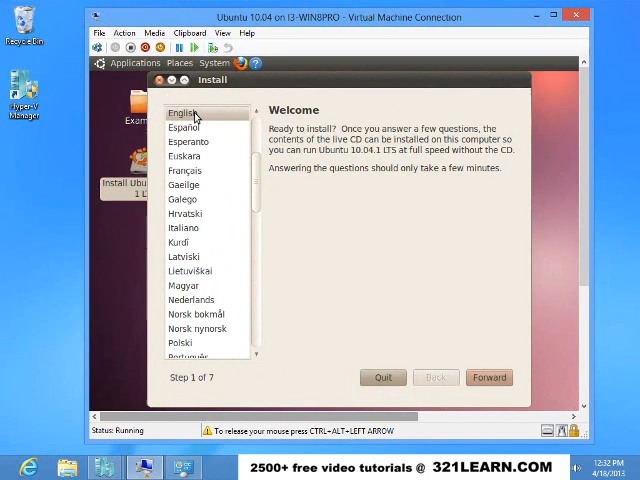 Recycle Bin
Hyper-V
Manager
Ubuntu 10.04 on I3-WIN8PRO - Virtual Machine Connection
File Action Media Clipboard View Help
Applications Places System
Install
Exam
Install Ubu
1 L
English
Español
Esperanto
Euskara
Français
Gaeilge
Galego
Hrvatski
Italiano
Kurdî
Latviski
Lietuviškai
Magyar
Nederlands
Norsk bokmål
Norsk nynorsk
Polski
Português
Welcome
Ready to install? Once you answer a few questions, the
contents of the live CD can be installed on this computer so
you can run Ubuntu 10.04.1 LTS at full speed without the CD.
Answering the questions should only take a few minutes.
Step 1 of 7
Quit Back Forward
Status: Running
To release your mouse press CTRL+ALT+LEFT ARROW
2500+ free video tutorials @ 321LEARN.COM
12:32 PM
4/18/2013